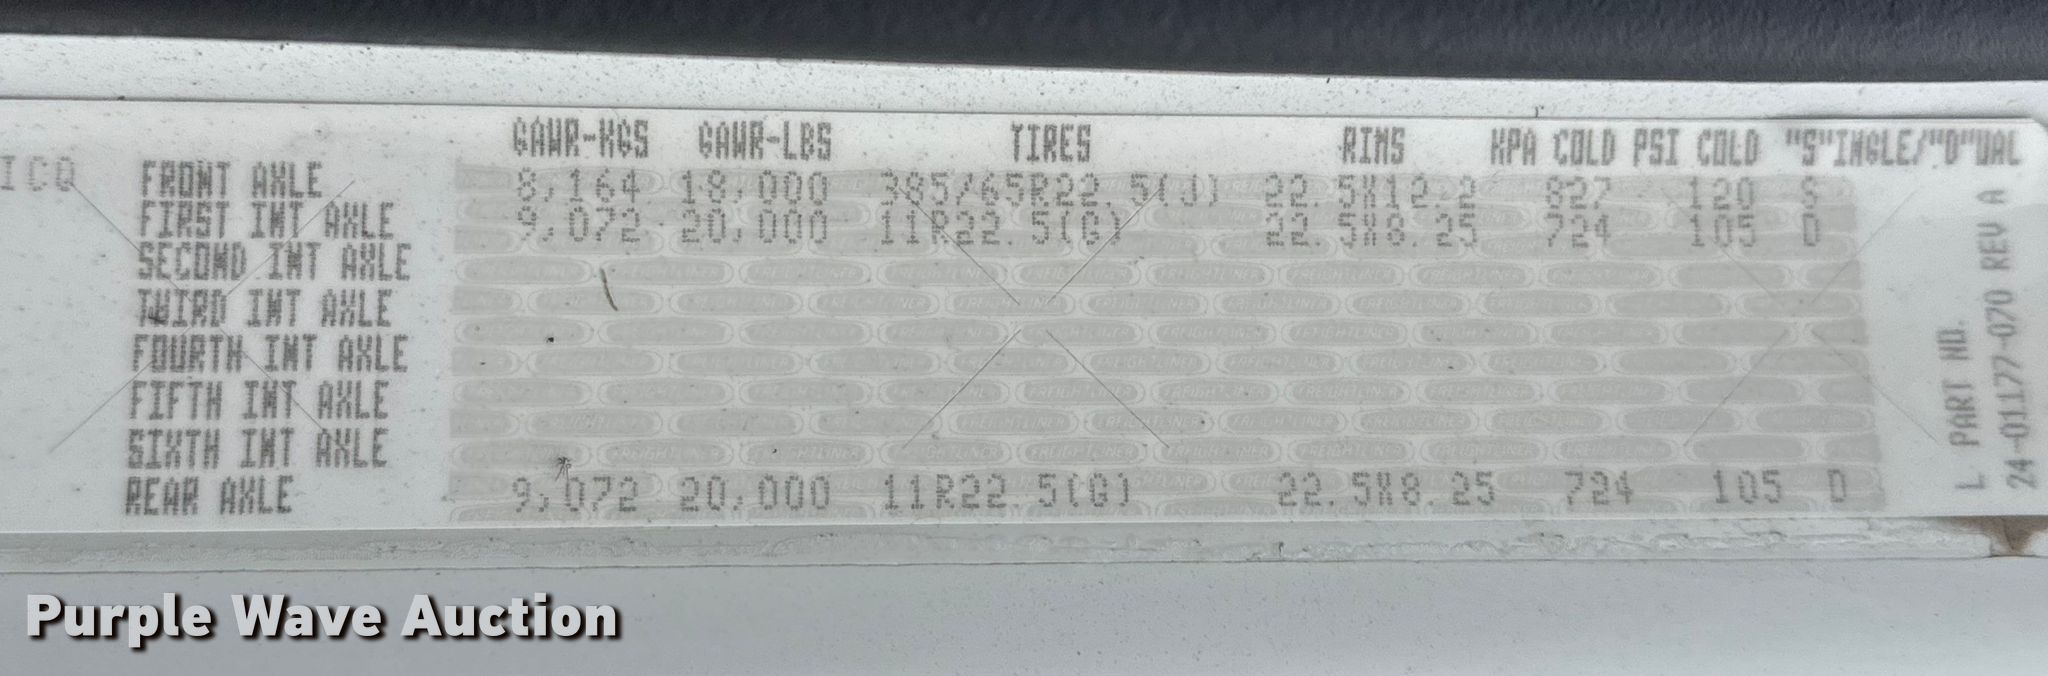 GAWR-KGS GAWR-LBS TIRES RIMS KPA COLD PSI COLD "S"INGLE/"D"UAL
ICO FRONT AXLE 8,164 18,000 385/65R22.5(J) 22.5X12.2 827 120 S
FIRST INT AXLE 9,072 20,000 11R22.5(G) 22.5X8.25 724 105 D
SECOND INT AXLE
THIRD INT AXLE
FOURTH INT AXLE
FIFTH INT AXLE
SIXTH INT AXLE
REAR AXLE 9,072 20,000 11R22.5(G) 22.5X8.25 724 105 D
L PART NO.
24-01177-070 REV A
Purple Wave Auction